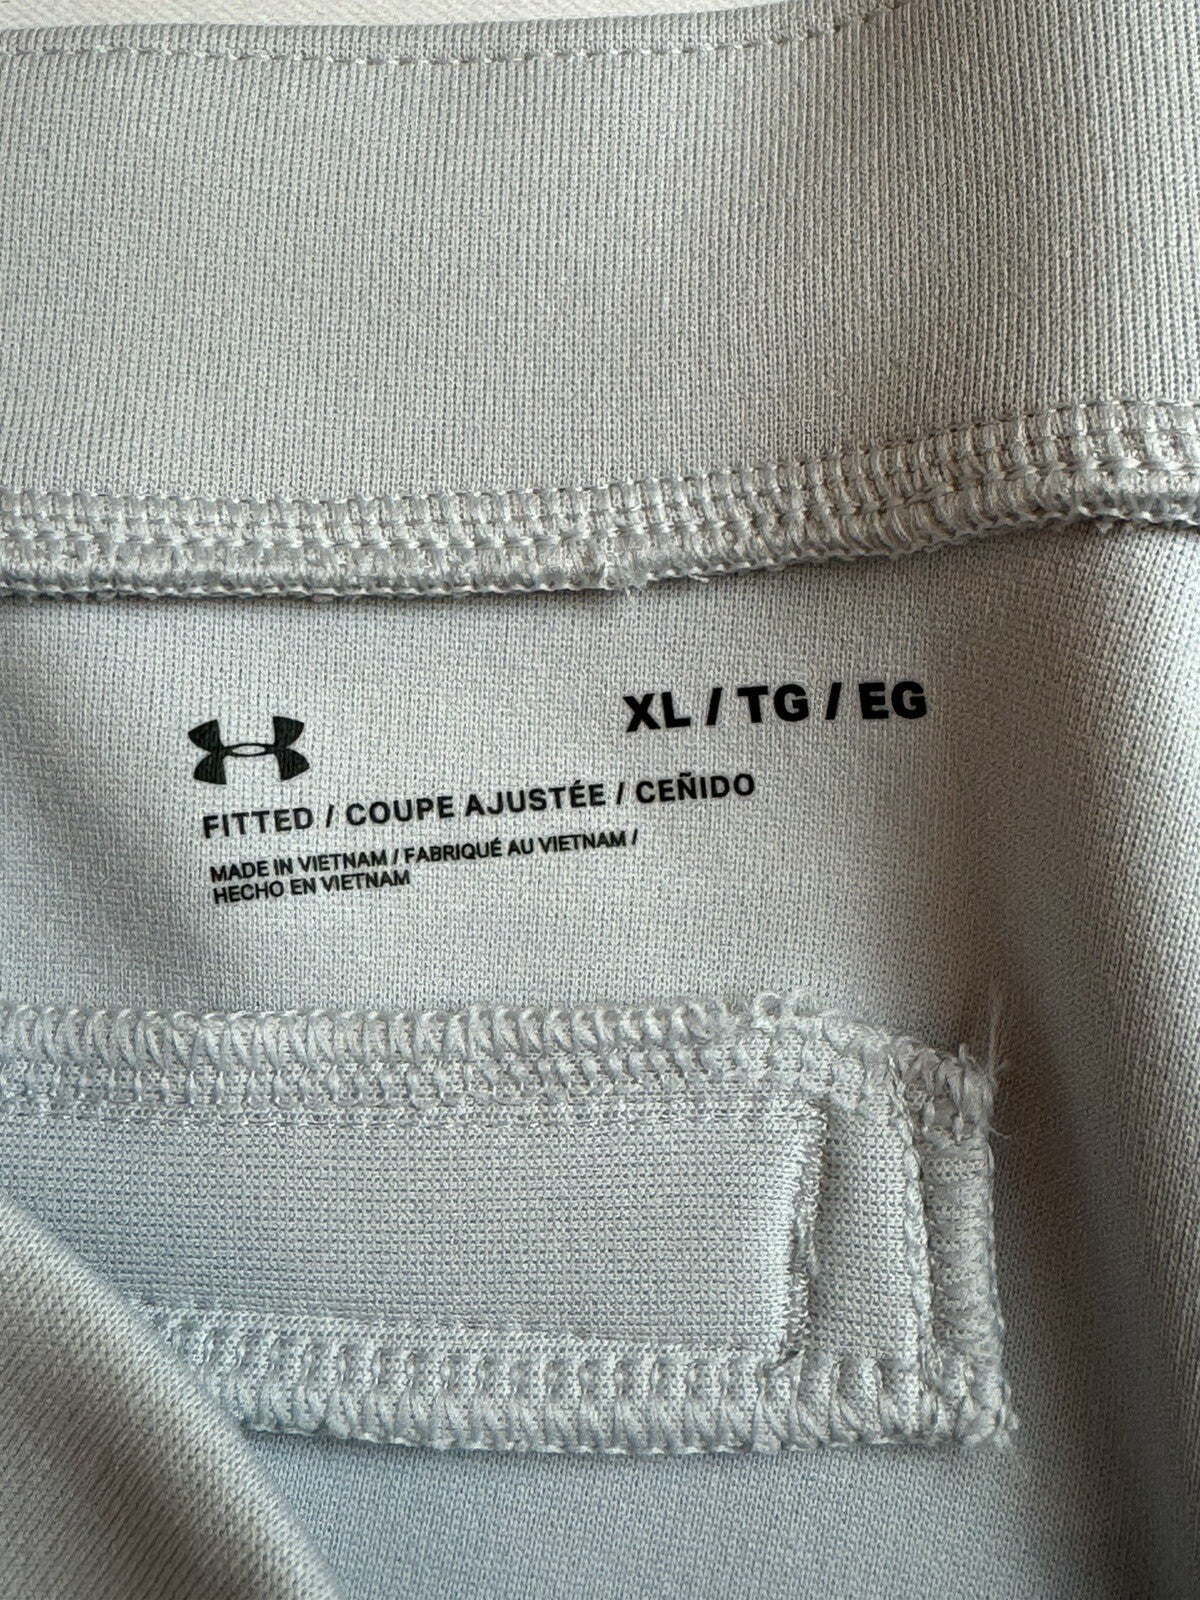 XL / TG / EG
FITTED / COUPE AJUSTÉE / CEÑIDO
MADE IN VIETNAM / FABRIQUÉ AU VIETNAM /
HECHO EN VIETNAM